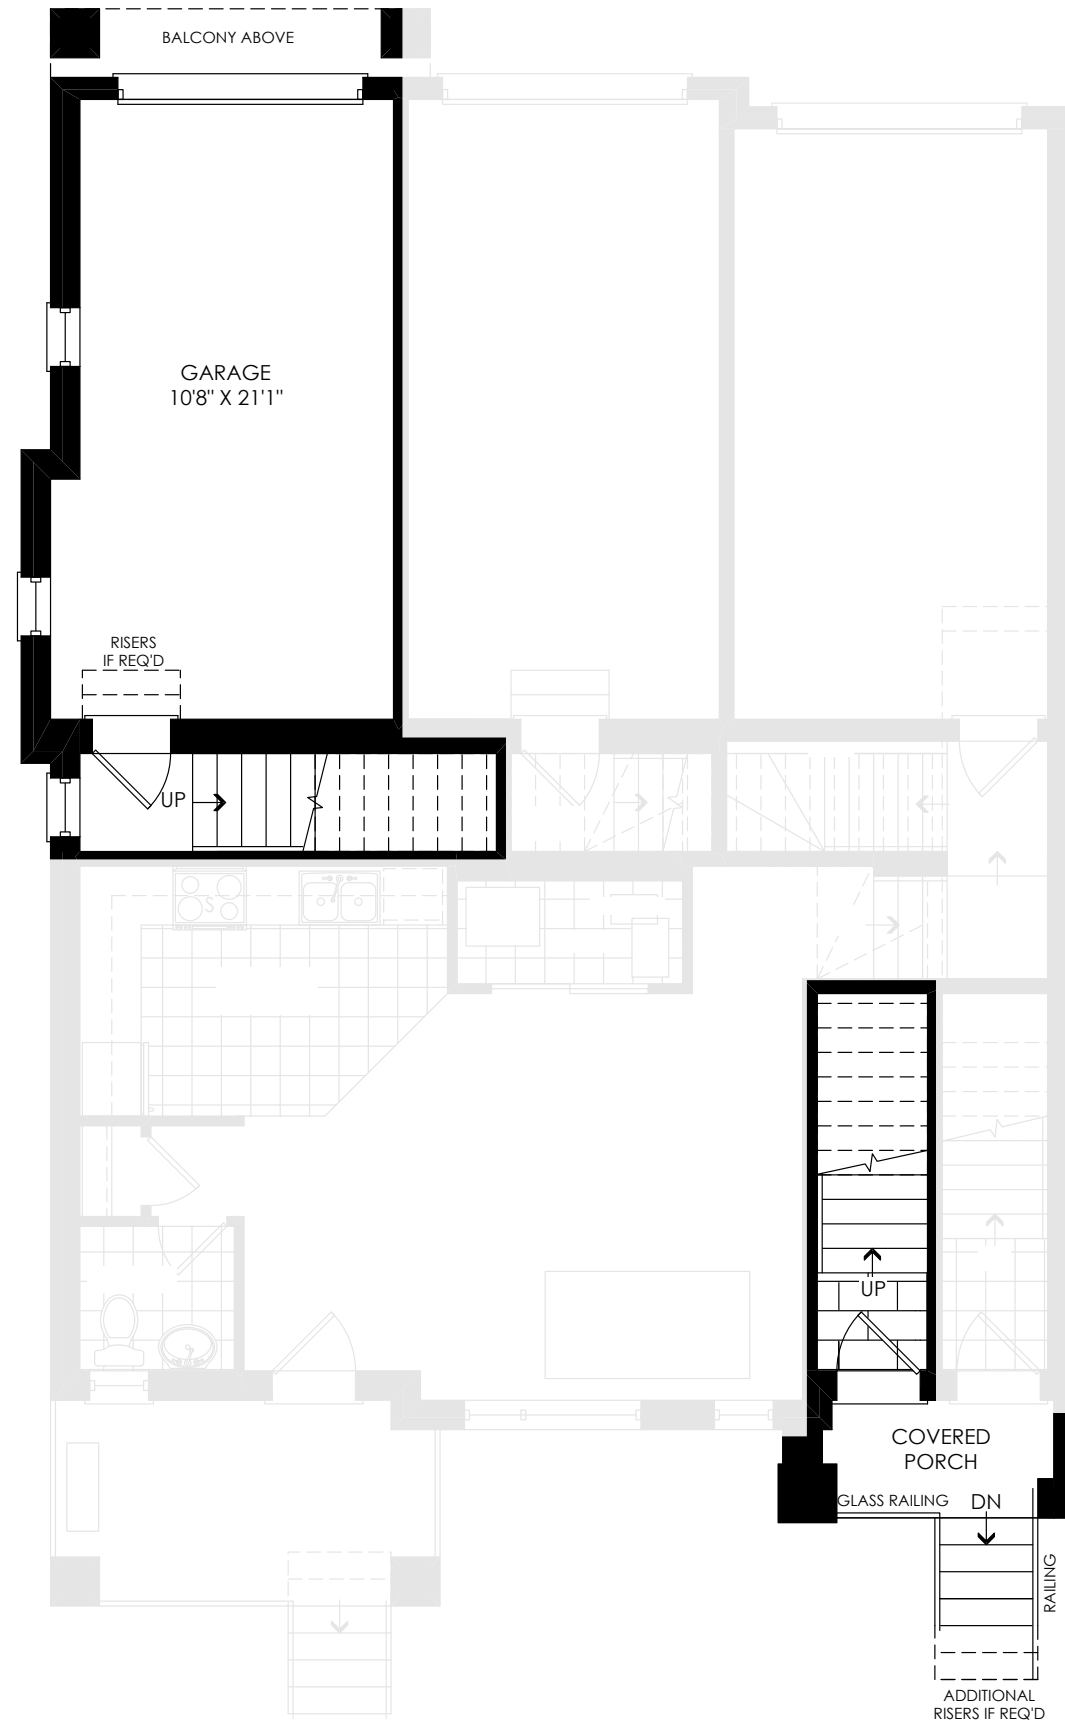 BALCONY ABOVE
GARAGE
10'8" X 21'1"
RISERS
IF REQ'D
UP
S
UP
COVERED
PORCH
GLASS RAILING
DN
RAILING
ADDITIONAL
RISERS IF REQ'D